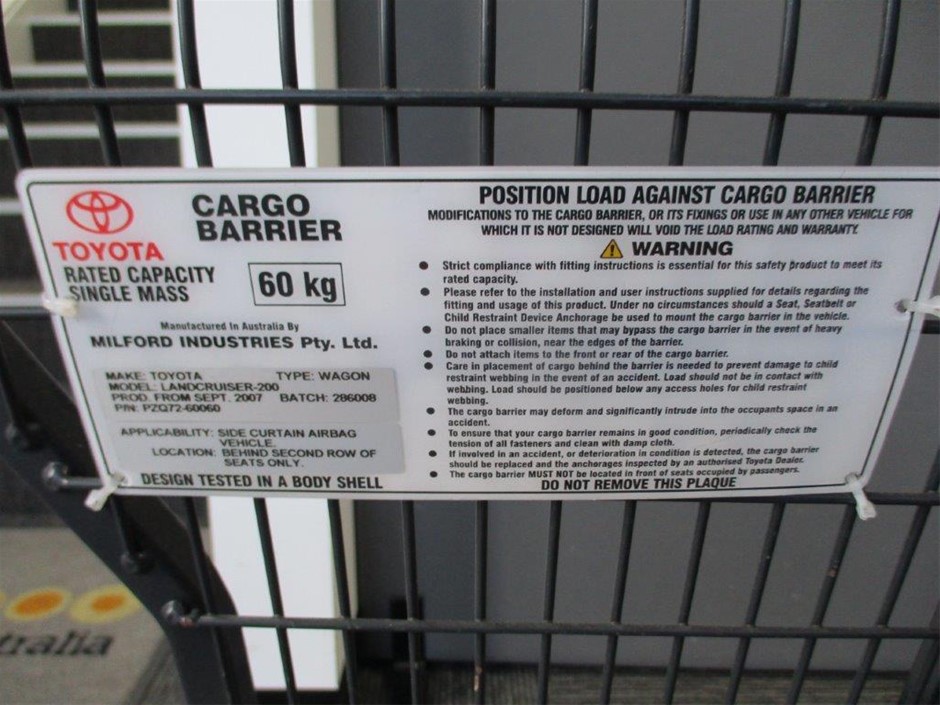 TOYOTA
CARGO
BARRIER
RATED CAPACITY
SINGLE MASS
60 kg
Manufactured In Australia By
MILFORD INDUSTRIES Pty. Ltd.
MAKE: TOYOTA TYPE: WAGON
MODEL: LANDCRUISER-200
PROD. FROM SEPT. 2007 BATCH: 286008
P/N: PZQ72-60060
APPLICABILITY: SIDE CURTAIN AIRBAG
VEHICLE.
LOCATION: BEHIND SECOND ROW OF
SEATS ONLY.
DESIGN TESTED IN A BODY SHELL
POSITION LOAD AGAINST CARGO BARRIER
MODIFICATIONS TO THE CARGO BARRIER, OR ITS FIXINGS OR USE IN ANY OTHER VEHICLE FOR
WHICH IT IS NOT DESIGNED WILL VOID THE LOAD RATING AND WARRANTY.
WARNING
● Strict compliance with fitting instructions is essential for this safety product to meet its
rated capacity.
● Please refer to the installation and user instructions supplied for details regarding the
fitting and usage of this product. Under no circumstances should a Seat, Seatbelt or
Child Restraint Device Anchorage be used to mount the cargo barrier in the vehicle.
● Do not place smaller items that may bypass the cargo barrier in the event of heavy
braking or collision, near the edges of the barrier.
● Do not attach items to the front or rear of the cargo barrier.
● Care in placement of cargo behind the barrier is needed to prevent damage to child
restraint webbing in the event of an accident. Load should not be in contact with
webbing. Load should be positioned below any access holes for child restraint
webbing.
● The cargo barrier may deform and significantly intrude into the occupants space in an
accident.
● To ensure that your cargo barrier remains in good condition, periodically check the
tension of all fasteners and clean with damp cloth.
● If involved in an accident, or deterioration in condition is detected, the cargo barrier
should be replaced and the anchorages inspected by an authorised Toyota Dealer.
● The cargo barrier MUST NOT be located in front of seats occupied by passengers.
DO NOT REMOVE THIS PLAQUE
tralia